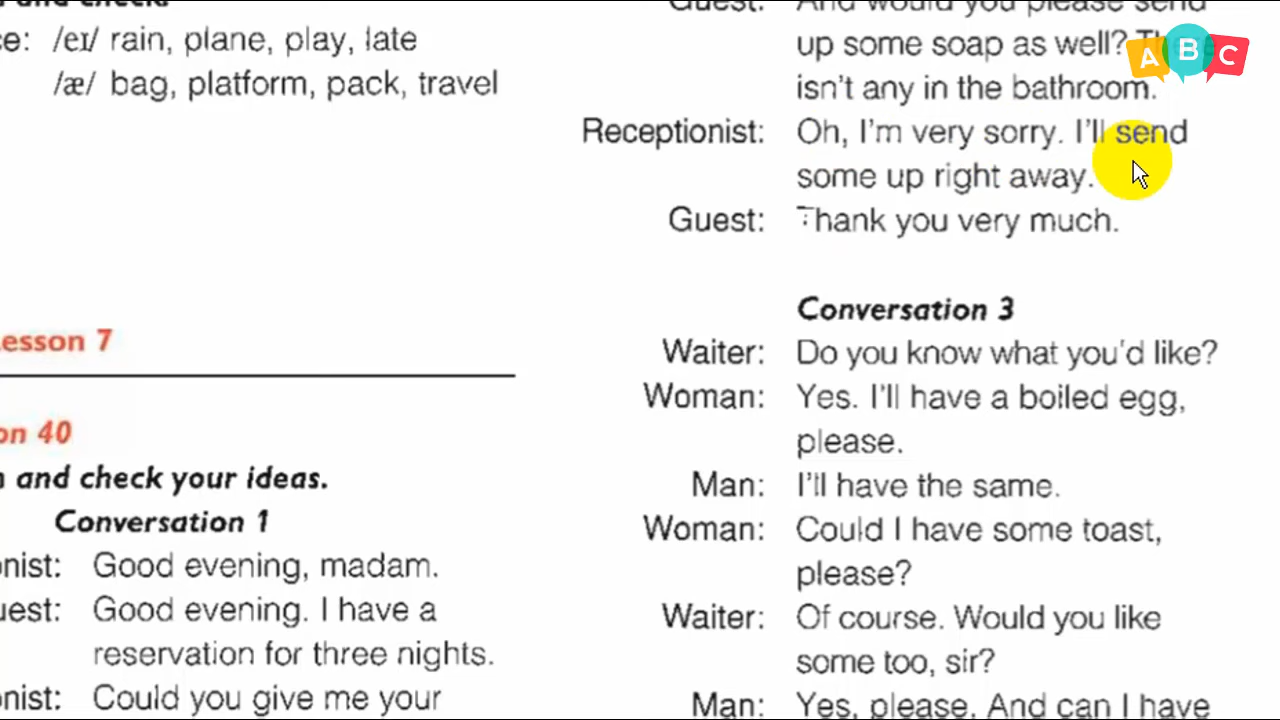 and check.
ce: /eɪ/ rain, plane, play, late
/æ/ bag, platform, pack, travel
esson 7
on 40
and check your ideas.
Conversation 1
nist: Good evening, madam.
uest: Good evening. I have a
reservation for three nights.
nist: Could you give me your
Guest: And would you please send
up some soap as well?
isn't any in the bathroom.
Receptionist: Oh, I'm very sorry. I'll send
some up right away.
Guest: Thank you very much.
Conversation 3
Waiter: Do you know what you'd like?
Woman: Yes. I'll have a boiled egg,
please.
Man: I'll have the same.
Woman: Could I have some toast,
please?
Waiter: Of course. Would you like
some too, sir?
Man: Yes, please. And can I have
ABC